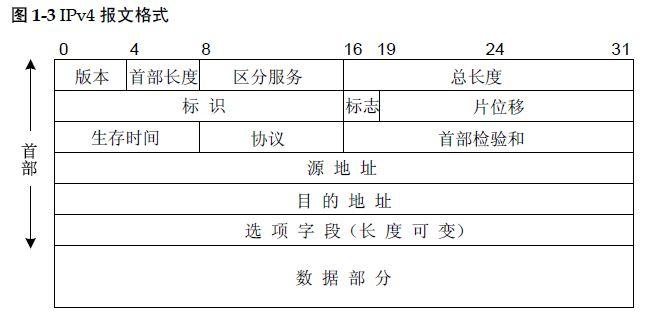 图 1-3 IPv4 报文格式
0 4 8 16 19 24 31
版本 首部长度 区分服务 总长度
标 识 标志 片位移
生存时间 协议 首部检验和
首部
源 地 址
目 的 地 址
选 项 字 段（长 度 可 变）
数 据 部 分